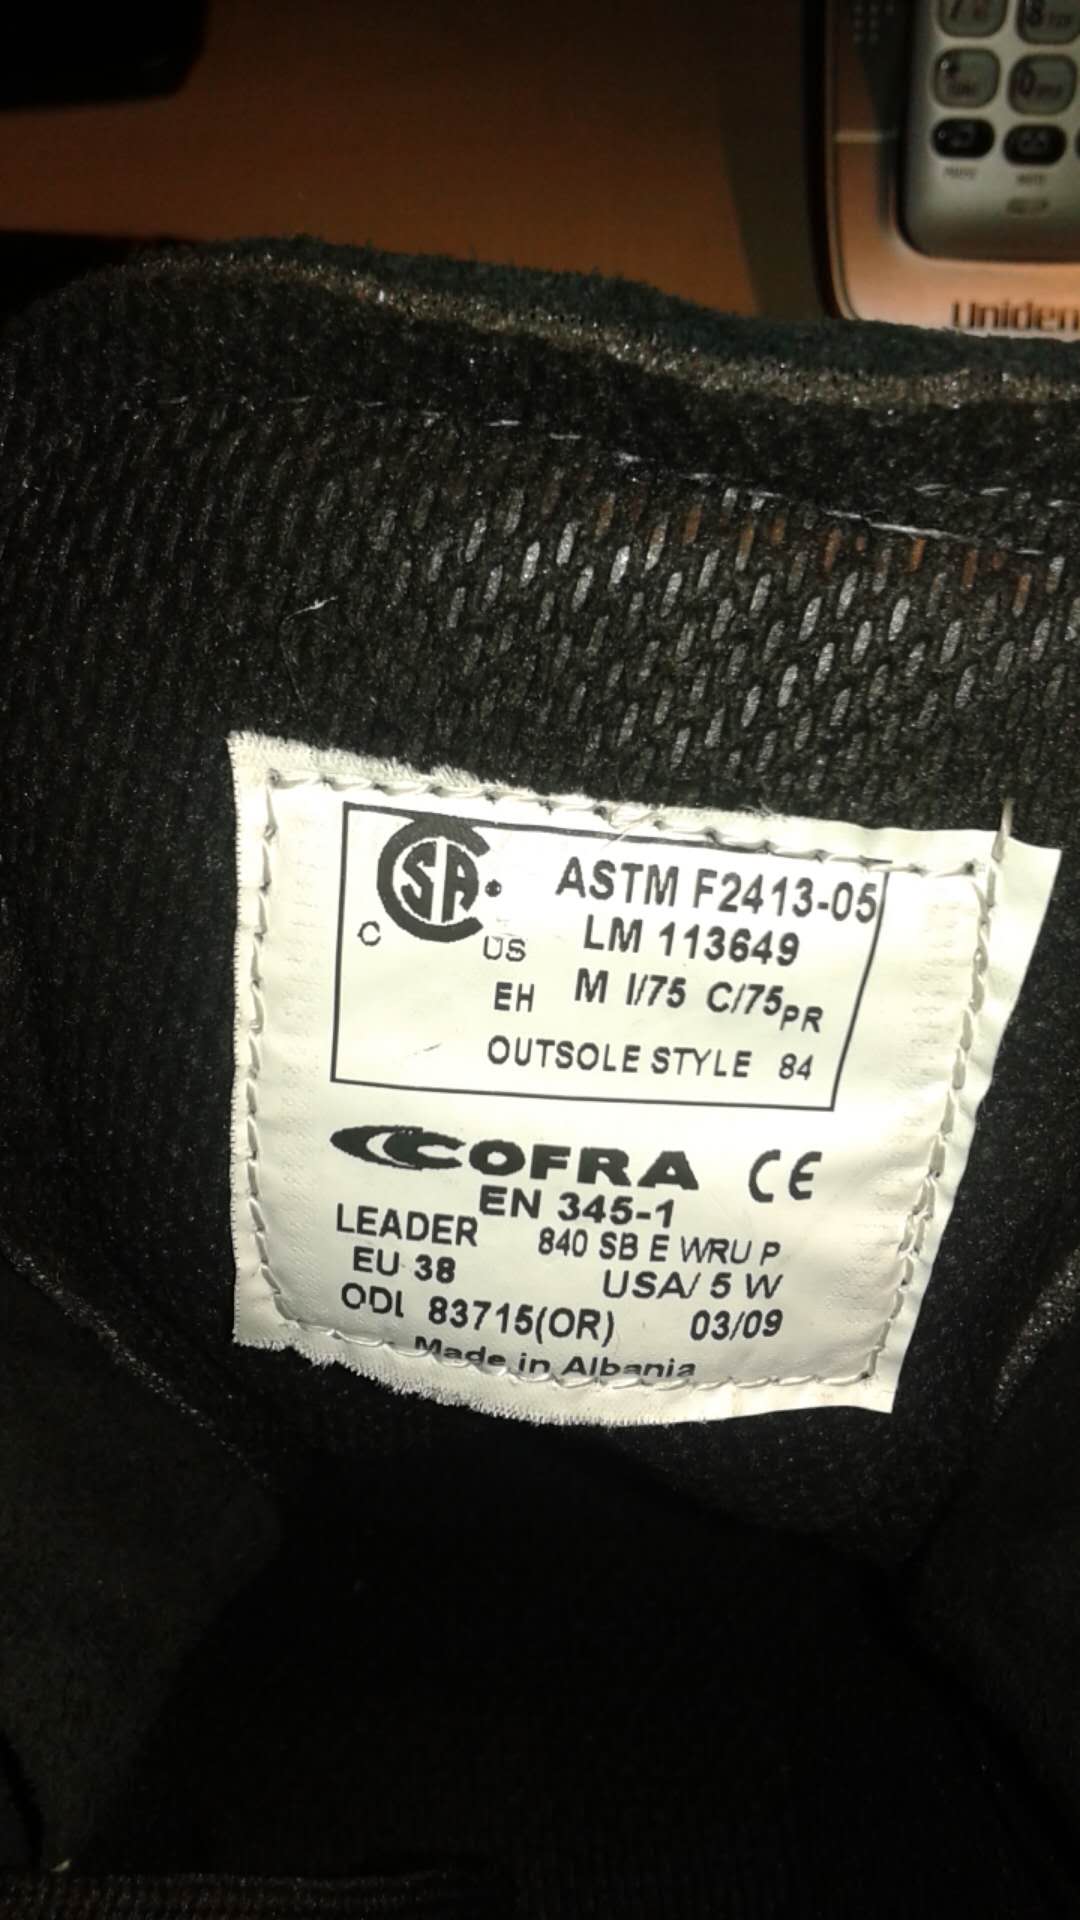 Uniden
CSA ASTM F2413-05
C US LM 113649
EH M I/75 C/75 PR
OUTSOLE STYLE 84
COFRA CE
EN 345-1
LEADER 840 SB E WRU P
EU 38 USA/ 5 W
ODL 83715(OR) 03/09
Made in Albania